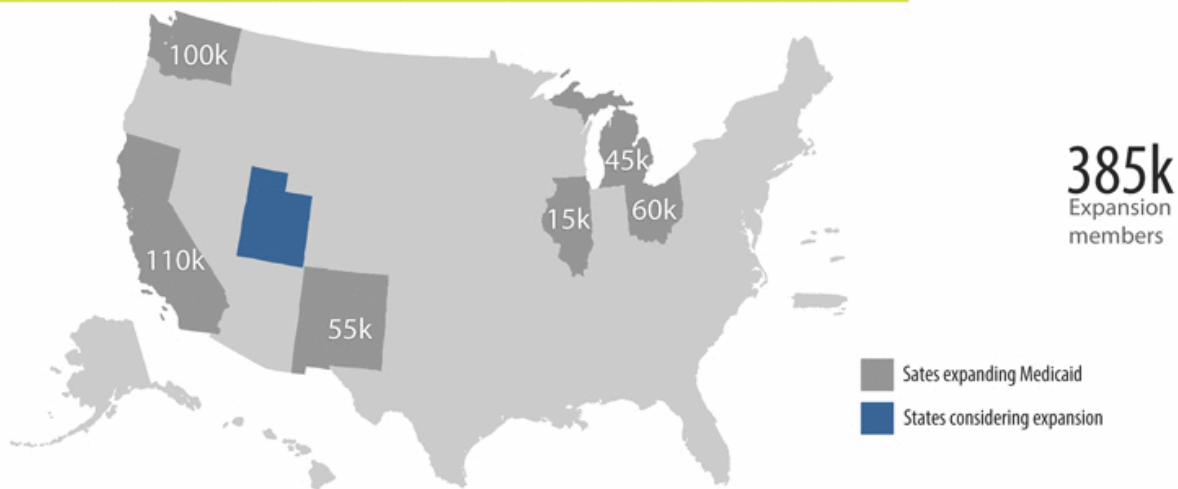 100k
45k
385k
15k
60k
Expansion
members
110k
55k
Sates expanding Medicaid
States considering expansion